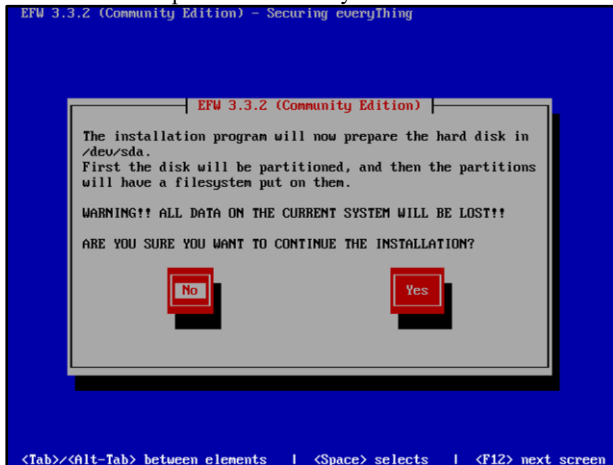 EFW 3.3.2 (Community Edition) - Securing everyThing
EFW 3.3.2 (Community Edition)
The installation program will now prepare the hard disk in
/dev/sda.
First the disk will be partitioned, and then the partitions
will have a filesystem put on them.
WARNING!! ALL DATA ON THE CURRENT SYSTEM WILL BE LOST!!
ARE YOU SURE YOU WANT TO CONTINUE THE INSTALLATION?
No Yes
<Tab>/<Alt-Tab> between elements | <Space> selects | <F12> next screen